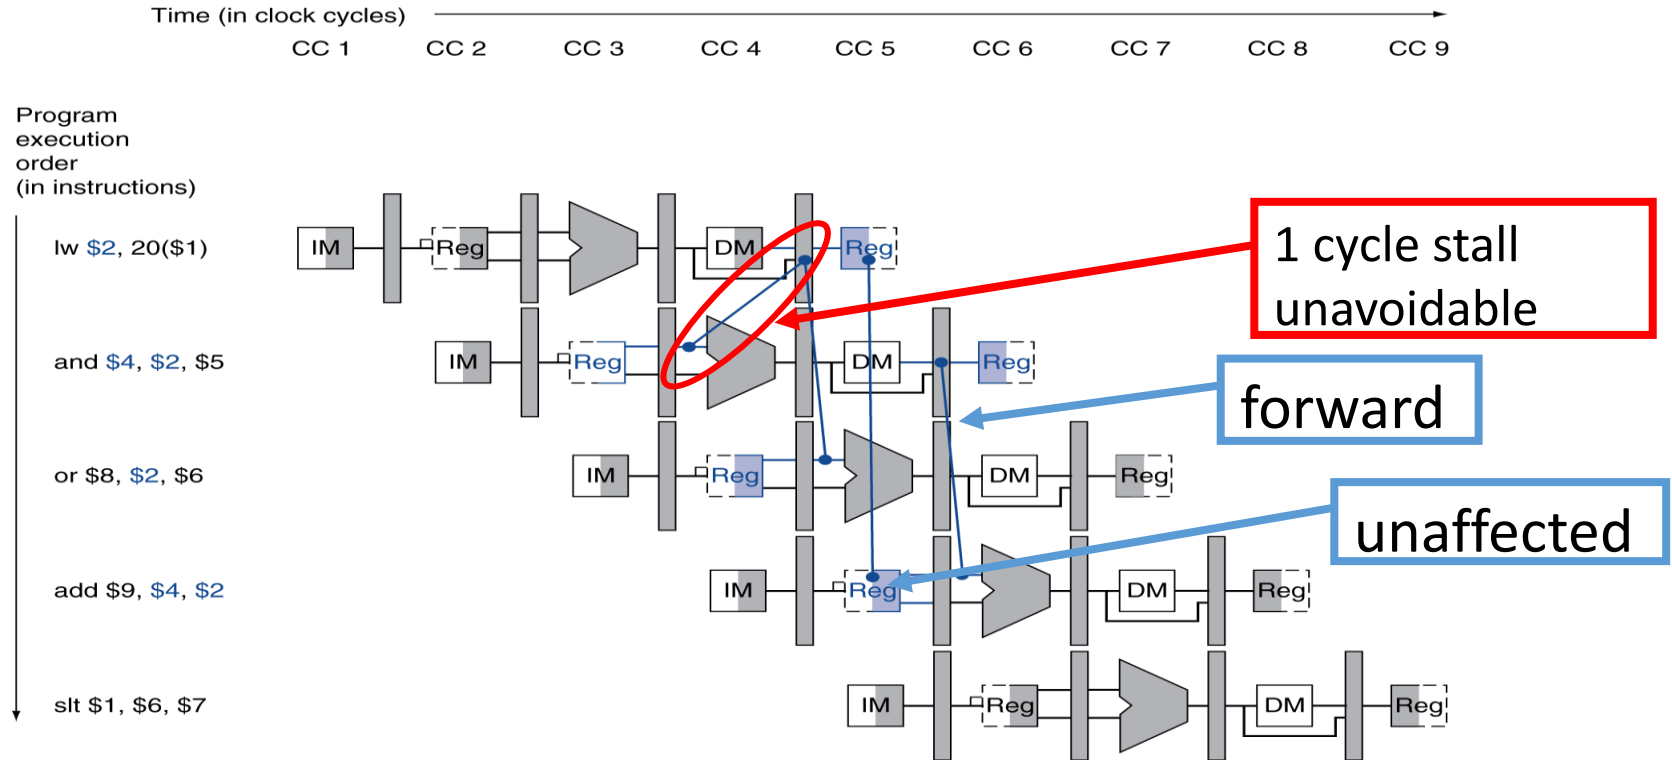 Time (in clock cycles)
CC 1 CC 2 CC 3 CC 4 CC 5 CC 6 CC 7 CC 8 CC 9
Program
execution
order
(in instructions)
lw $2, 20($1)
IM Reg DM Reg
1 cycle stall
unavoidable
and $4, $2, $5
IM Reg DM Reg
forward
or $8, $2, $6
IM Reg DM Reg
unaffected
add $9, $4, $2
IM Reg DM Reg
slt $1, $6, $7
IM Reg DM Reg